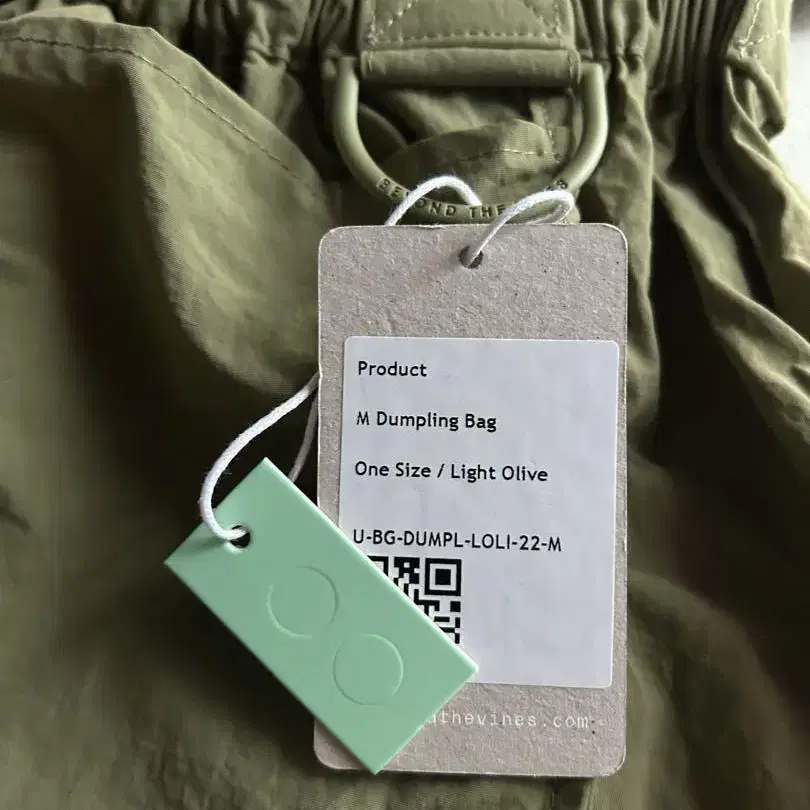 BEYOND THE
Product
M Dumpling Bag
One Size / Light Olive
U-BG-DUMPL-LOLI-22-M
thevines.com